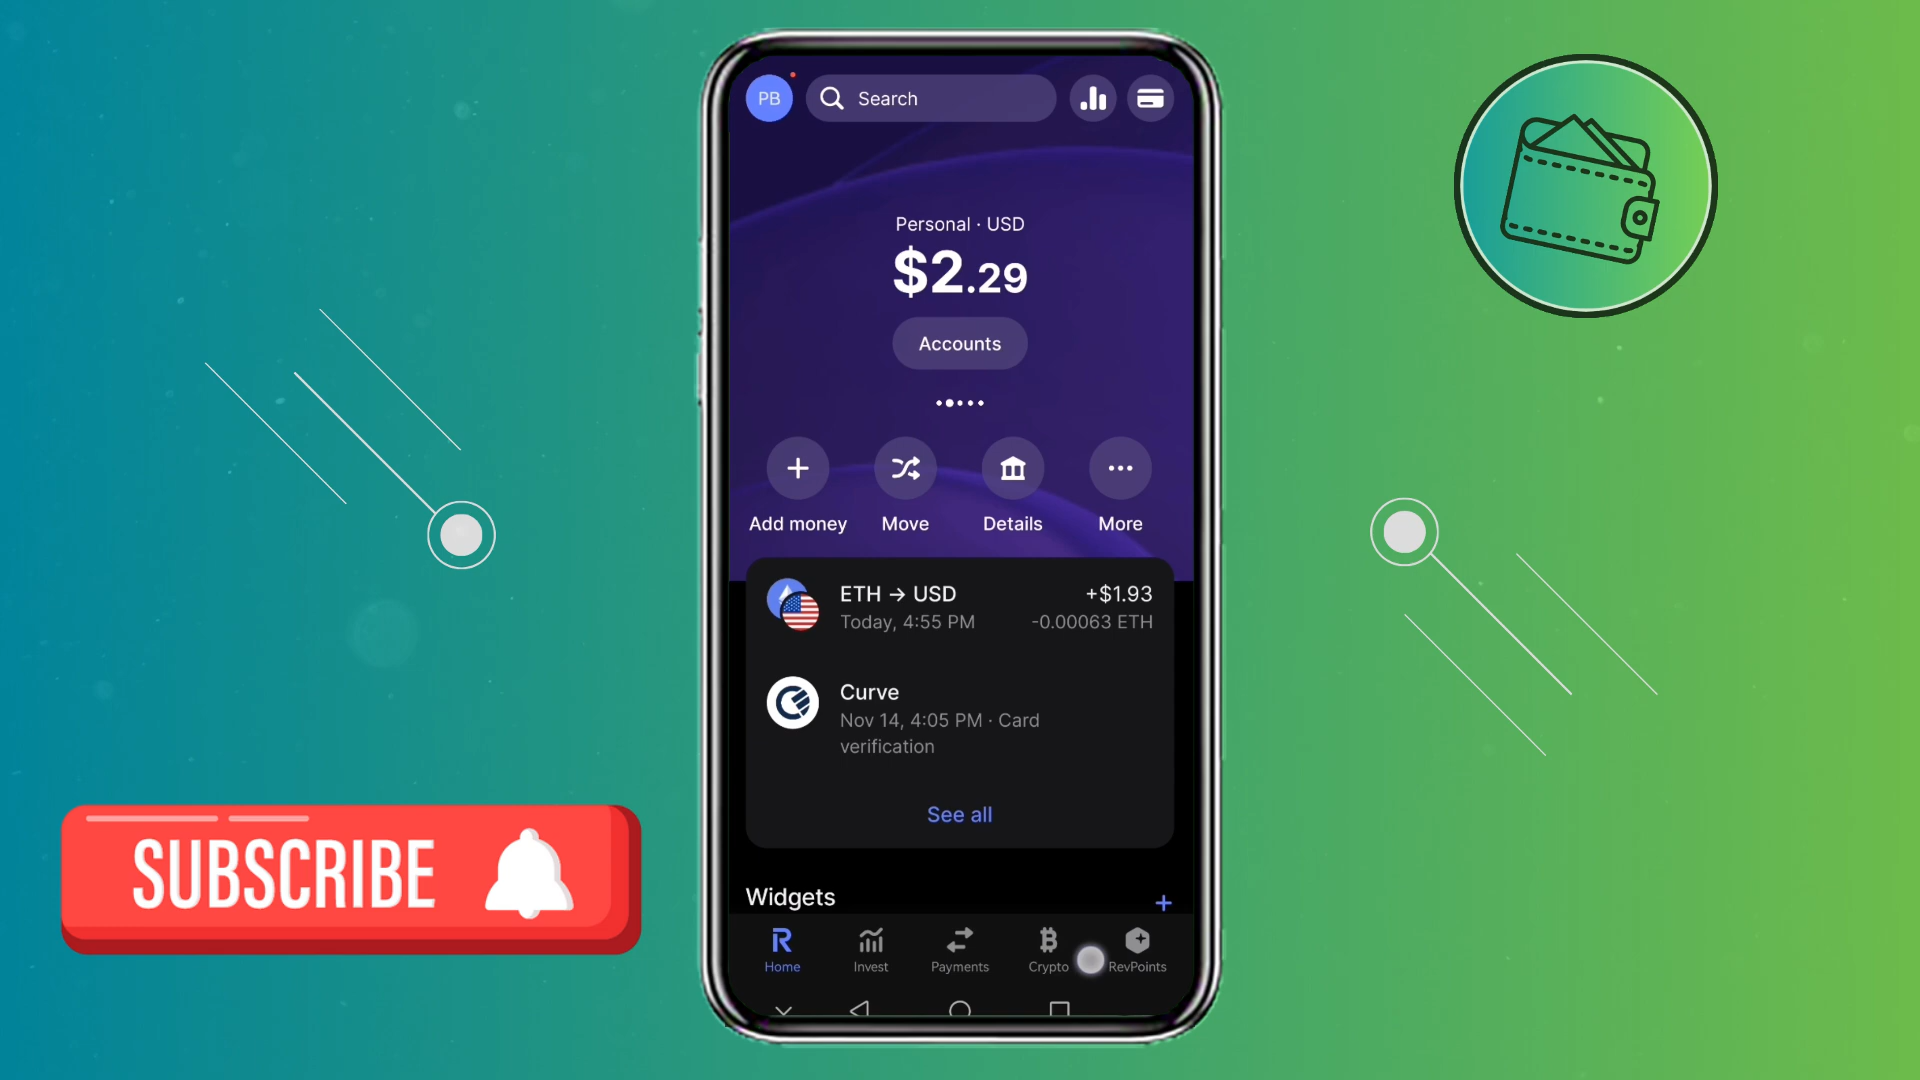 PB
Search
Personal · USD
$2.29
Accounts
Add money
Move
Details
More
ETH → USD
+$1.93
Today, 4:55 PM
-0.00063 ETH
Curve
Nov 14, 4:05 PM · Card
verification
See all
Widgets
+
Home
Invest
Payments
Crypto
RevPoints
SUBSCRIBE